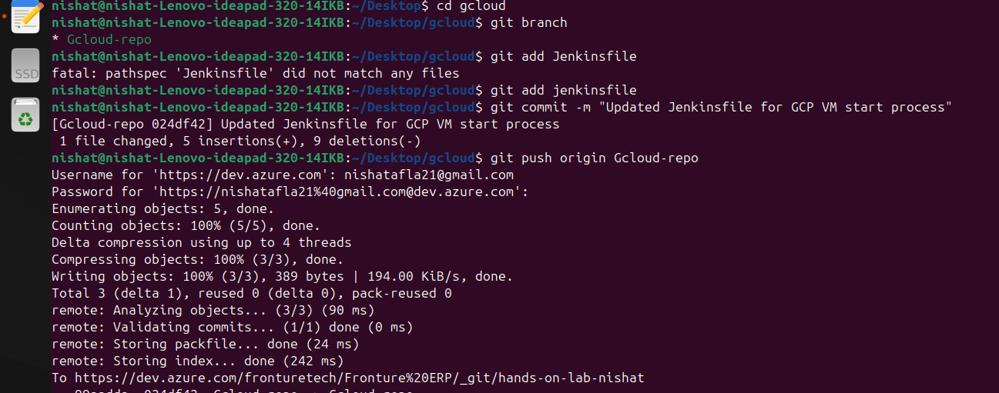 nishat@nishat-Lenovo-ideapad-320-14IKB:~/Desktop$ cd gcloud
nishat@nishat-Lenovo-ideapad-320-14IKB:~/Desktop/gcloud$ git branch
* Gcloud-repo
nishat@nishat-Lenovo-ideapad-320-14IKB:~/Desktop/gcloud$ git add Jenkinsfile
fatal: pathspec 'Jenkinsfile' did not match any files
nishat@nishat-Lenovo-ideapad-320-14IKB:~/Desktop/gcloud$ git add jenkinsfile
nishat@nishat-Lenovo-ideapad-320-14IKB:~/Desktop/gcloud$ git commit -m "Updated Jenkinsfile for GCP VM start process"
[Gcloud-repo 024df42] Updated Jenkinsfile for GCP VM start process
 1 file changed, 5 insertions(+), 9 deletions(-)
nishat@nishat-Lenovo-ideapad-320-14IKB:~/Desktop/gcloud$ git push origin Gcloud-repo
Username for 'https://dev.azure.com': nishatafla21@gmail.com
Password for 'https://nishatafla21%40gmail.com@dev.azure.com':
Enumerating objects: 5, done.
Counting objects: 100% (5/5), done.
Delta compression using up to 4 threads
Compressing objects: 100% (3/3), done.
Writing objects: 100% (3/3), 389 bytes | 194.00 KiB/s, done.
Total 3 (delta 1), reused 0 (delta 0), pack-reused 0
remote: Analyzing objects... (3/3) (90 ms)
remote: Validating commits... (1/1) done (0 ms)
remote: Storing packfile... done (24 ms)
remote: Storing index... done (242 ms)
To https://dev.azure.com/fronturetech/Fronture%20ERP/_git/hands-on-lab-nishat
SSD